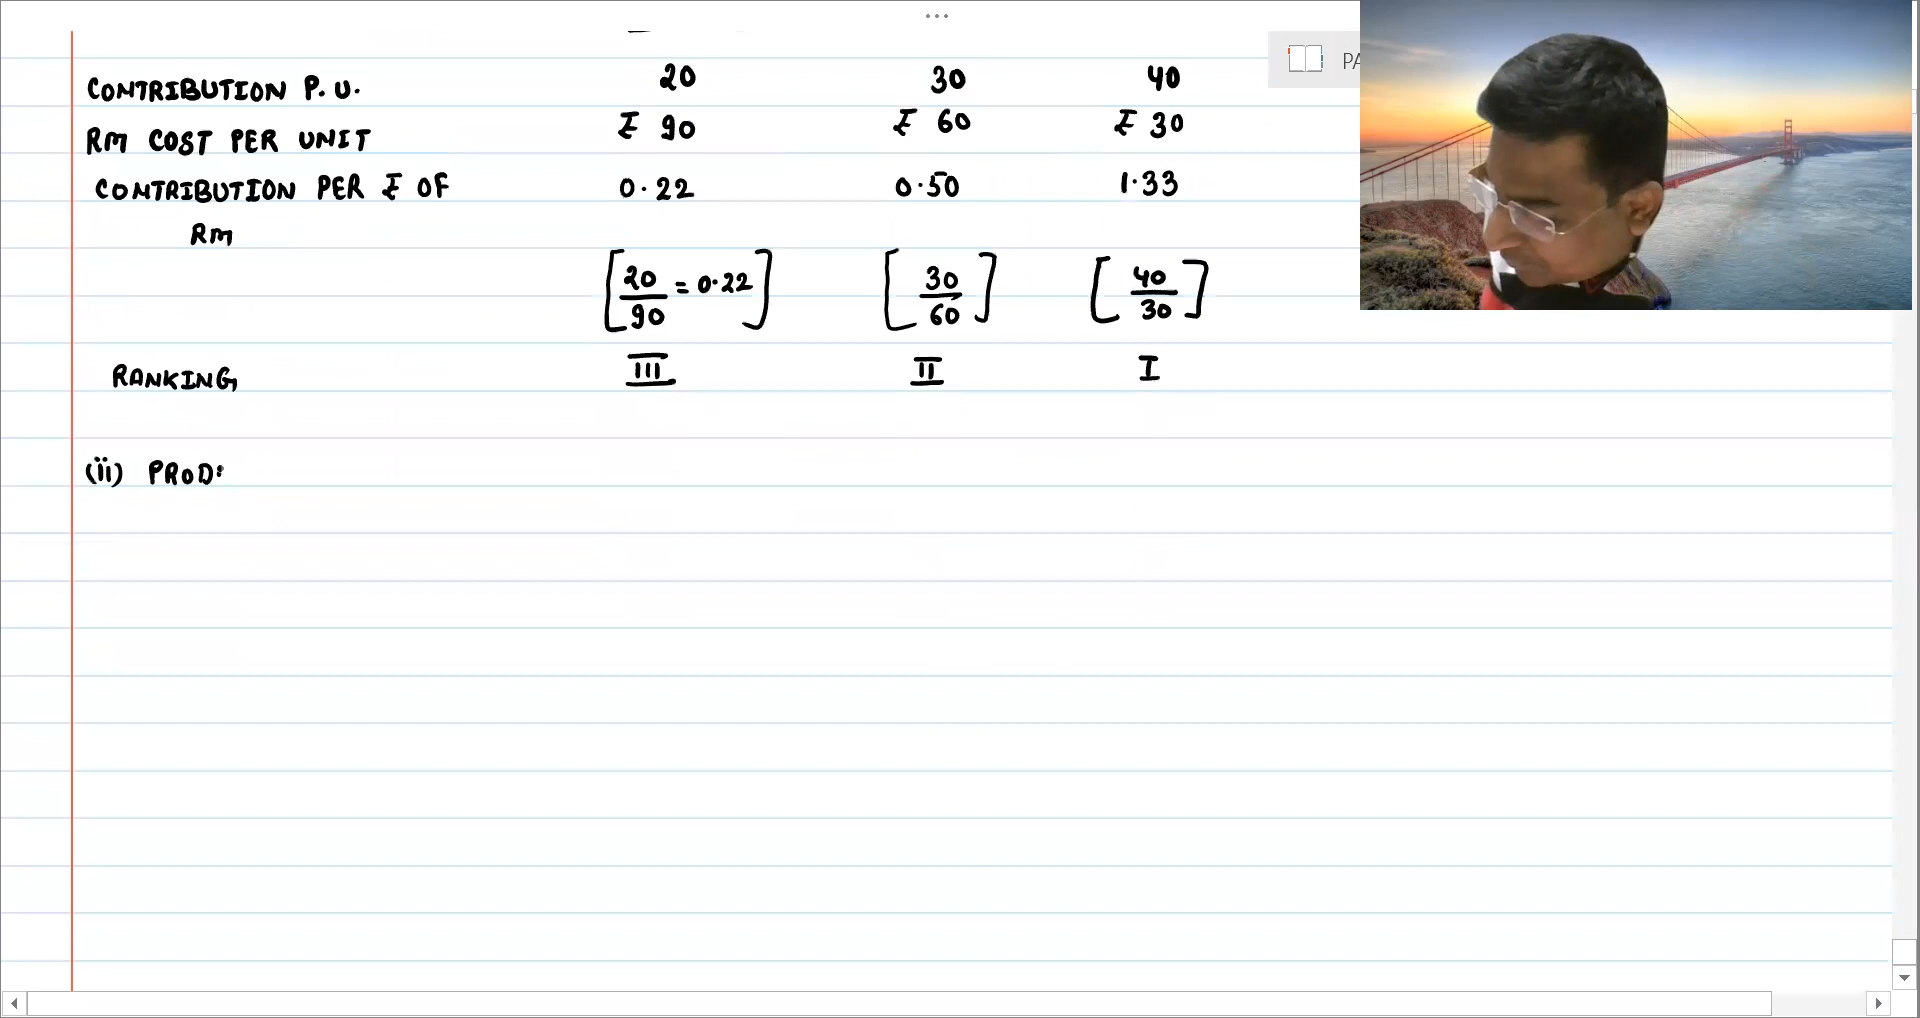 CONTRIBUTION P.U. 20 30 40
RM COST PER UNIT ₹ 90 ₹ 60 ₹ 30
CONTRIBUTION PER ₹ OF 0.22 0.50 1.33
RM
[20/90 = 0.22] [30/60] [40/30]
RANKING III II I
(ii) PROD:
PA